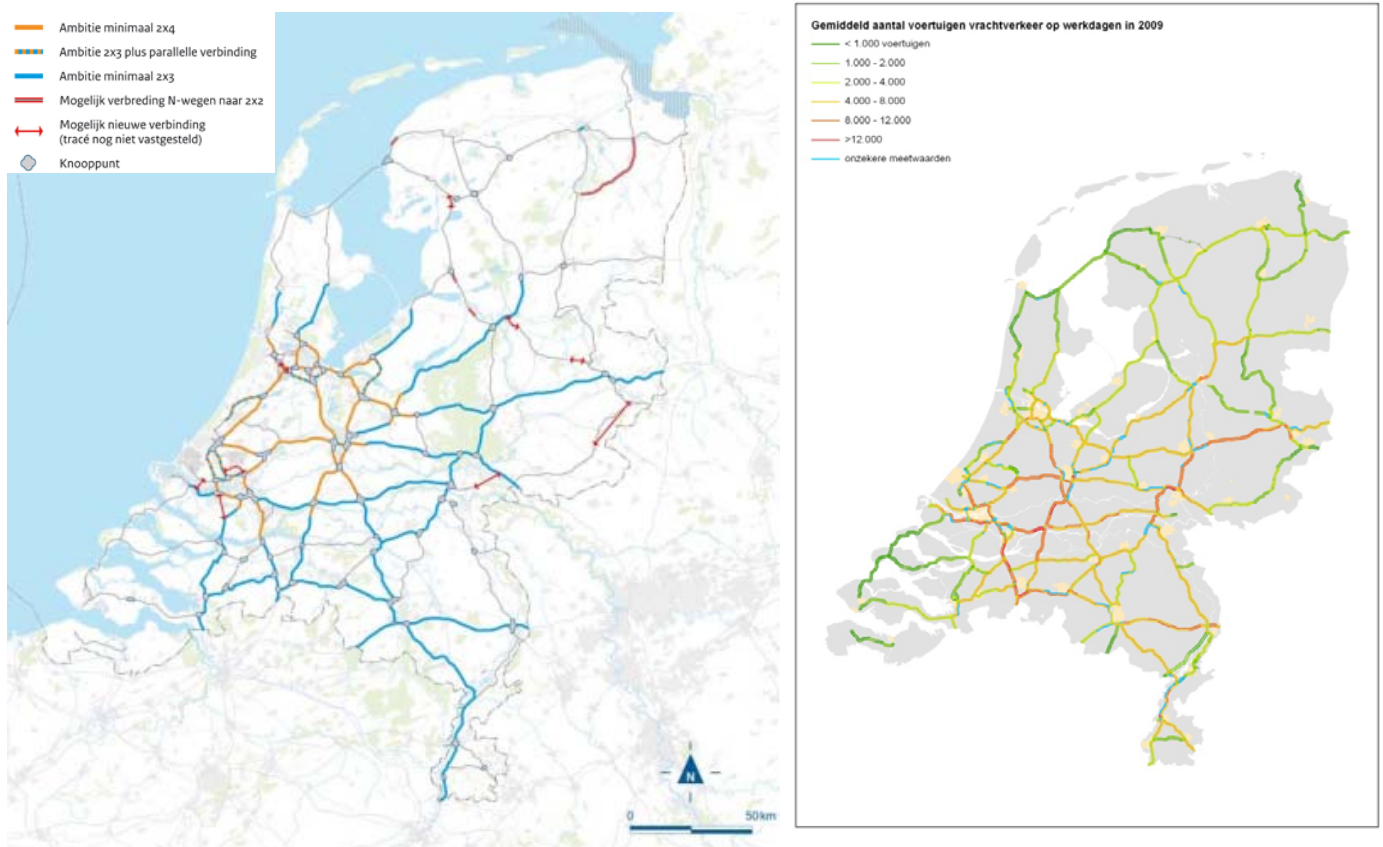 Ambitie minimaal 2x4
Ambitie 2x3 plus parallelle verbinding
Ambitie minimaal 2x3
Mogelijk verbreding N-wegen naar 2x2
Mogelijk nieuwe verbinding
(tracé nog niet vastgesteld)
Knooppunt
N
0
50km
Gemiddeld aantal voertuigen vrachtverkeer op werkdagen in 2009
< 1.000 voertuigen
1.000 - 2.000
2.000 - 4.000
4.000 - 8.000
8.000 - 12.000
>12.000
onzekere meetwaarden